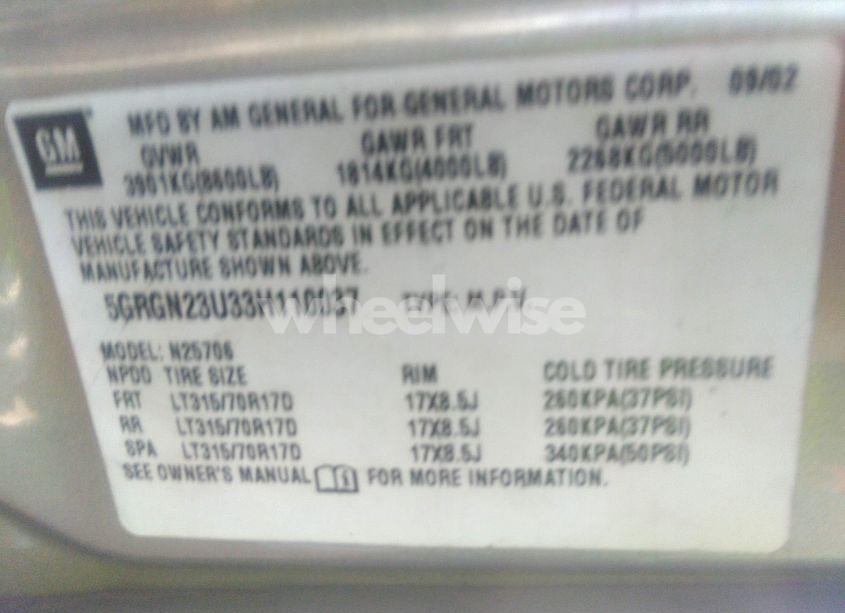 GM
MFD BY AM GENERAL FOR GENERAL MOTORS CORP. 09/02
GVWR GAWR FRT GAWR RR
3901KG(8600LB) 1814KG(4000LB) 2268KG(5000LB)
THIS VEHICLE CONFORMS TO ALL APPLICABLE U.S. FEDERAL MOTOR
VEHICLE SAFETY STANDARDS IN EFFECT ON THE DATE OF
MANUFACTURE SHOWN ABOVE.
5GRGN23U33H110037 TYPE: M.P.V.
wheelwise
MODEL: N25706
NPDO TIRE SIZE RIM COLD TIRE PRESSURE
FRT LT315/70R17D 17X8.5J 260KPA(37PSI)
RR LT315/70R17D 17X8.5J 260KPA(37PSI)
SPA LT315/70R17D 17X8.5J 340KPA(50PSI)
SEE OWNER'S MANUAL FOR MORE INFORMATION.